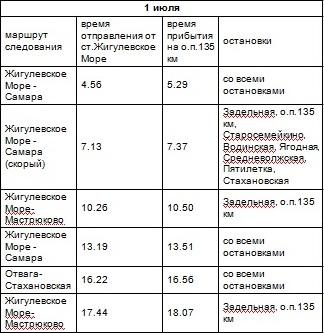 1 июля
маршрут следования
время отправления от ст.Жигулевское Море
время прибытия на о.п.135 км
остановки
Жигулевское Море - Самара
4.56
5.29
со всеми остановками
Жигулевское Море - Самара (скорый)
7.13
7.37
Задельная, о.п.135 км, Старосемейкино, Водинская, Ягодная, Средневолжская, Пятилетка, Стахановская
Жигулевское Море-Мастрюково
10.26
10.50
Задельная, о.п.135 км
Жигулевское Море - Самара
13.19
13.51
со всеми остановками
Отвага-Стахановская
16.22
16.56
со всеми остановками
Жигулевское Море-Мастрюково
17.44
18.07
Задельная, о.п.135 км